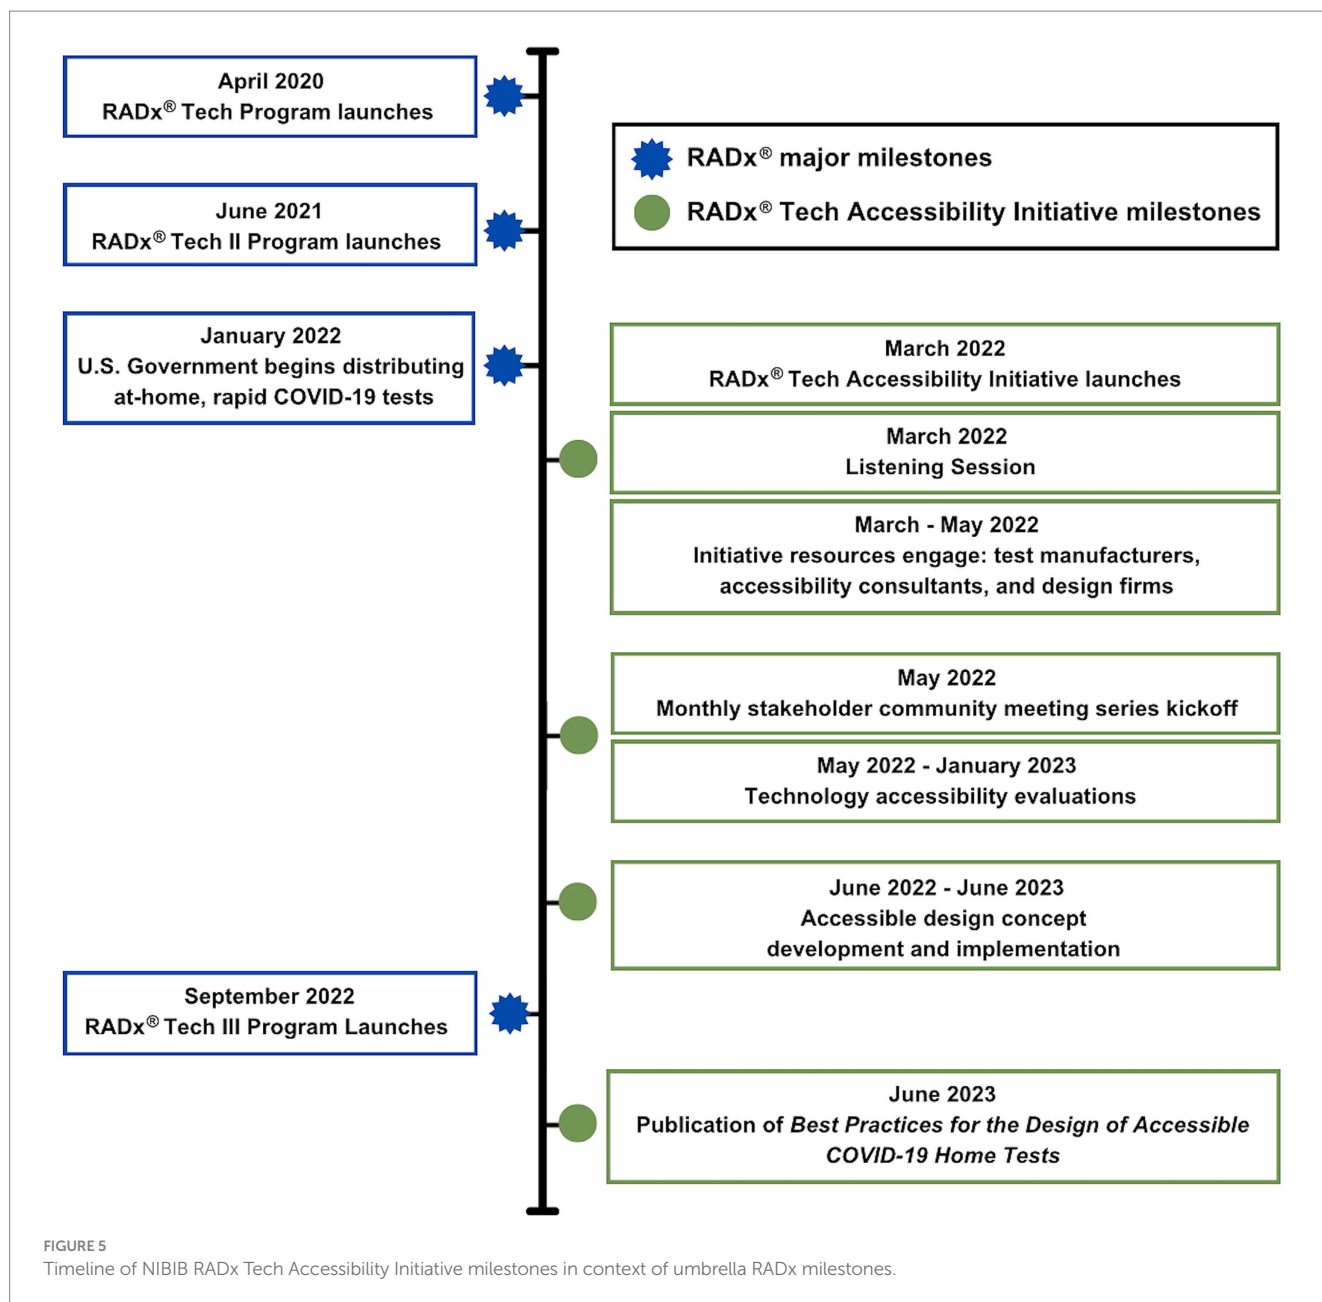 April 2020
RADx® Tech Program launches
RADx® major milestones
RADx® Tech Accessibility Initiative milestones
June 2021
RADx® Tech II Program launches
January 2022
U.S. Government begins distributing
at-home, rapid COVID-19 tests
March 2022
RADx® Tech Accessibility Initiative launches
March 2022
Listening Session
March - May 2022
Initiative resources engage: test manufacturers,
accessibility consultants, and design firms
May 2022
Monthly stakeholder community meeting series kickoff
May 2022 - January 2023
Technology accessibility evaluations
June 2022 - June 2023
Accessible design concept
development and implementation
September 2022
RADx® Tech III Program Launches
June 2023
Publication of Best Practices for the Design of Accessible
COVID-19 Home Tests
FIGURE 5
Timeline of NIBIB RADx Tech Accessibility Initiative milestones in context of umbrella RADx milestones.